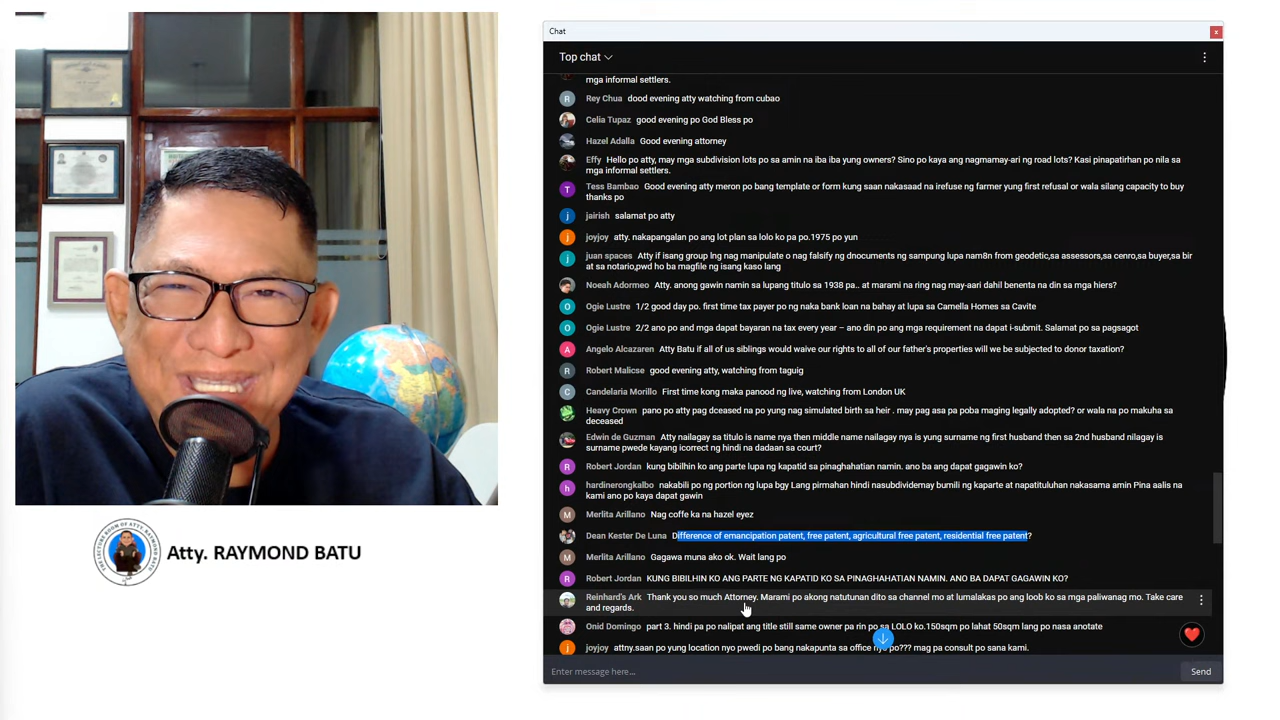 Chat
x
Top chat
mga informal settlers.
R Rey Chua dood evening atty watching from cubao
Celia Tupaz good evening po God Bless po
Hazel Adalla Good evening attorney
Effy Hello po atty, may mga subdivision lots po sa amin na iba iba yung owners? Sino po kaya ang nagmamay-ari ng road lots? Kasi pinapatirhan po nila sa
mga informal settlers.
T Tess Bambao Good evening atty meron po bang template or form kung saan nakasaad na irefuse ng farmer yung first refusal or wala silang capacity to buy
thanks po
j jairish salamat po atty
j joyjoy atty. nakapangalan po ang lot plan sa lolo ko pa po.1975 po yun
j juan spaces Atty if isang group lng nag manipulate o nag falsify ng dnocuments ng sampung lupa nam8n from geodetic,sa assessors,sa cenro,sa buyer,sa bir
at sa notario,pwd ho ba magfile ng isang kaso lang
Noeah Adormeo Atty. anong gawin namin sa lupang titulo sa 1938 pa.. at marami na ring nag may-aari dahil benenta na din sa mga hiers?
O Ogie Lustre 1/2 good day po. first time tax payer po ng naka bank loan na bahay at lupa sa Camella Homes sa Cavite
O Ogie Lustre 2/2 ano po and mga dapat bayaran na tax every year – ano din po ang mga requirement na dapat i-submit. Salamat po sa pagsagot
A Angelo Alcazaren Atty Batu if all of us siblings would waive our rights to all of our father's properties will we be subjected to donor taxation?
R Robert Malicse good evening atty, watching from taguig
C Candelaria Morillo First time kong maka panood ng live, watching from London UK
Heavy Crown pano po atty pag dceased na po yung nag simulated birth sa heir . may pag asa pa poba maging legally adopted? or wala na po makuha sa
deceased
Edwin de Guzman Atty nailagay sa titulo is name nya then middle name nailagay nya is yung surname ng first husband then sa 2nd husband nilagay is
surname pwede kayang icorrect ng hindi na dadaan sa court?
R Robert Jordan kung bibilhin ko ang parte lupa ng kapatid sa pinaghahatian namin. ano ba ang dapat gagawin ko?
h hardinerongkalbo nakabili po ng portion ng lupa bgy Lang pirmahan hindi nasubdividemay bumili ng kaparte at napatituluhan nakasama amin Pina aalis na
kami ano po kaya dapat gawin
M Merlita Arillano Nag coffe ka na hazel eyez
Dean Kester De Luna Difference of emancipation patent, free patent, agricultural free patent, residential free patent?
M Merlita Arillano Gagawa muna ako ok. Wait lang po
R Robert Jordan KUNG BIBILHIN KO ANG PARTE NG KAPATID KO SA PINAGHAHATIAN NAMIN. ANO BA DAPAT GAGAWIN KO?
Reinhard's Ark Thank you so much Attorney. Marami po akong natutunan dito sa channel mo at lumalakas po ang loob ko sa mga paliwanag mo. Take care
and regards.
Onid Domingo part 3. hindi pa po nalipat ang title still same owner pa rin po sa LOLO ko.150sqm po lahat 50sqm lang po nasa anotate
j joyjoy attny.saan po yung location nyo pwedi po bang nakapunta sa office nyo po??? mag pa consult po sana kami.
Enter message here...
Send
Atty. RAYMOND BATU